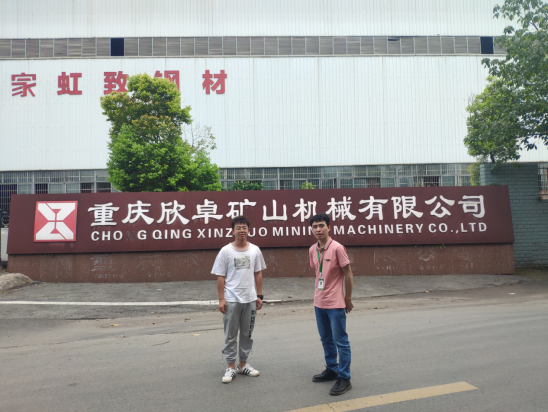 家虹致钢材
重庆欣卓矿山机械有限公司
CHO G QING XINZ UO MINING MACHINERY CO.,LTD